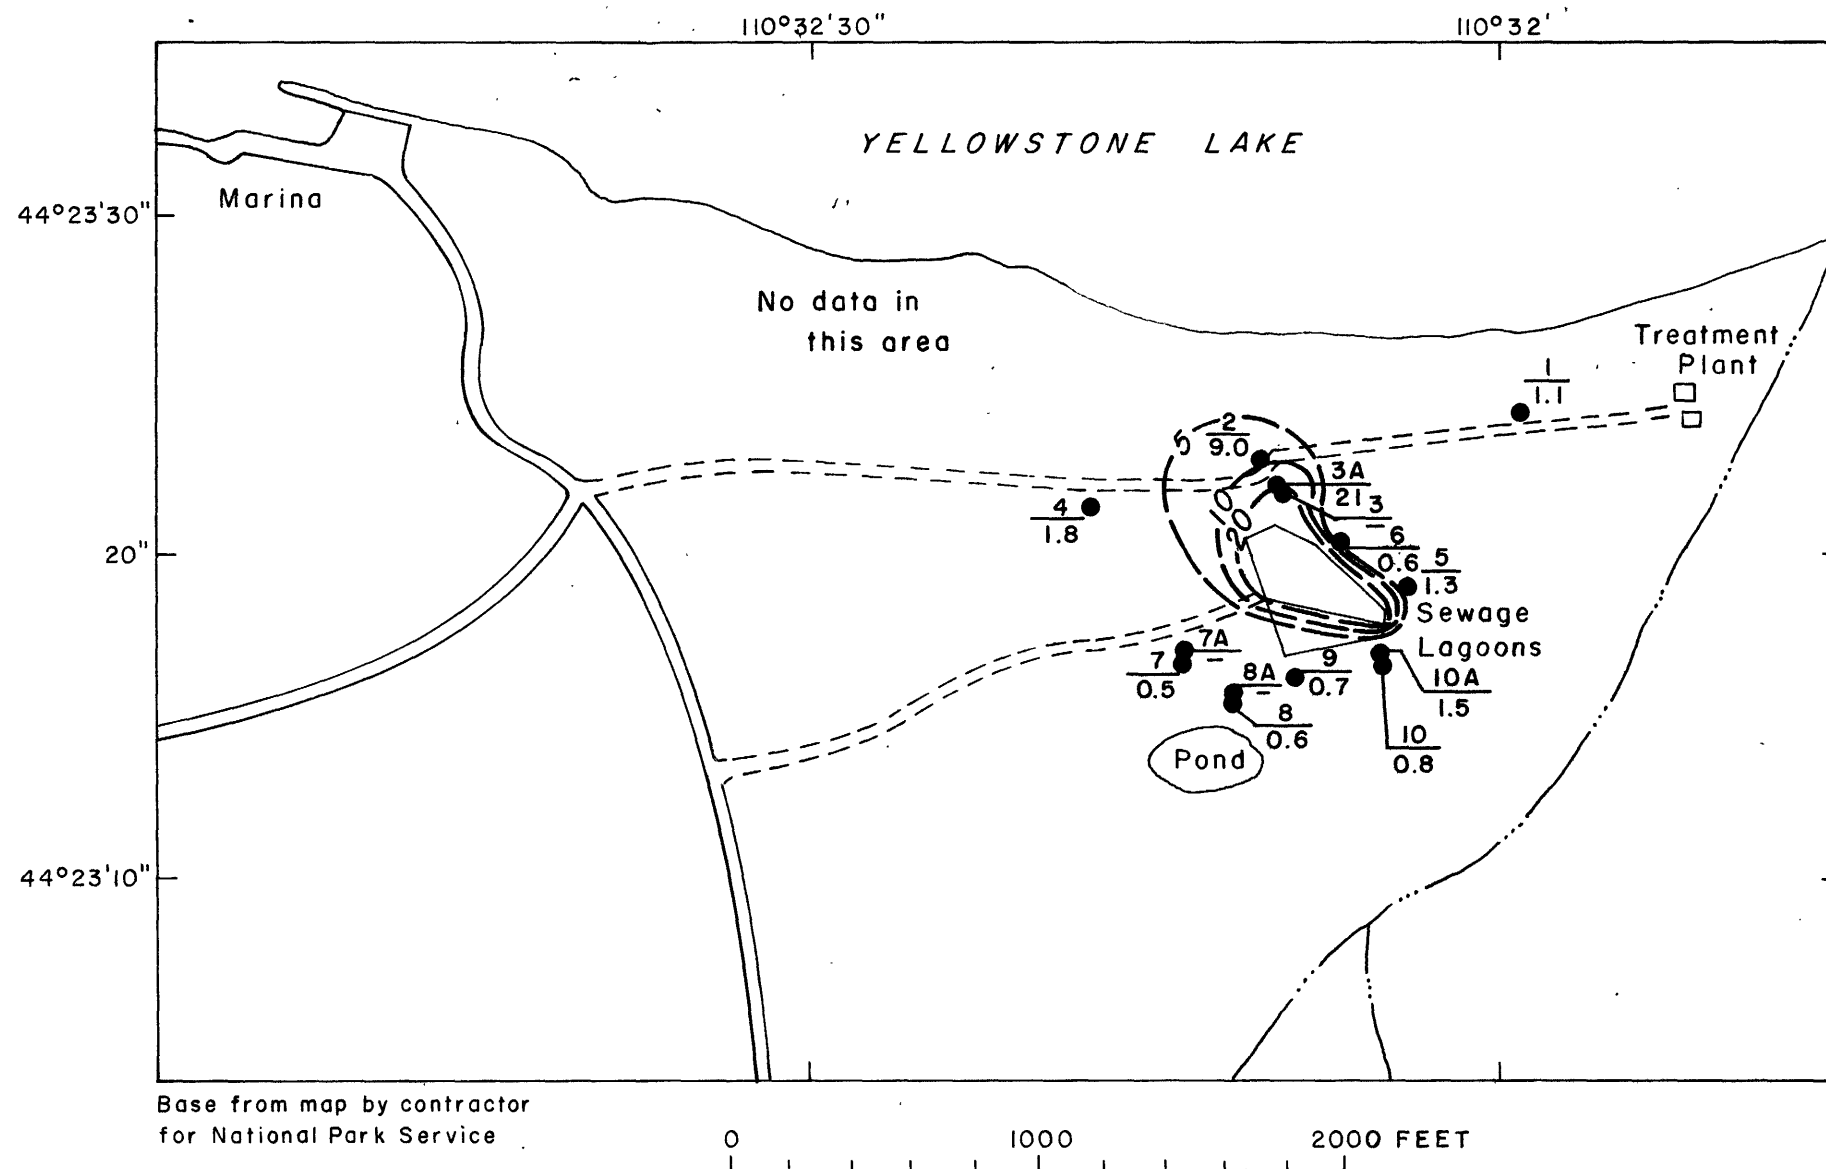 110°32'30"
110°32'
YELLOWSTONE LAKE
Marina
44°23'30"
No data in
this area
Treatment
Plant
1
1.1
2
9.0
5
3A
21
3
–
4
1.8
20"
6
0.6
5
1.3
Sewage
Lagoons
7A
–
7
0.5
8A
–
9
0.7
10A
1.5
8
0.6
10
0.8
Pond
44°23'10"
Base from map by contractor
for National Park Service
0 1000 2000 FEET